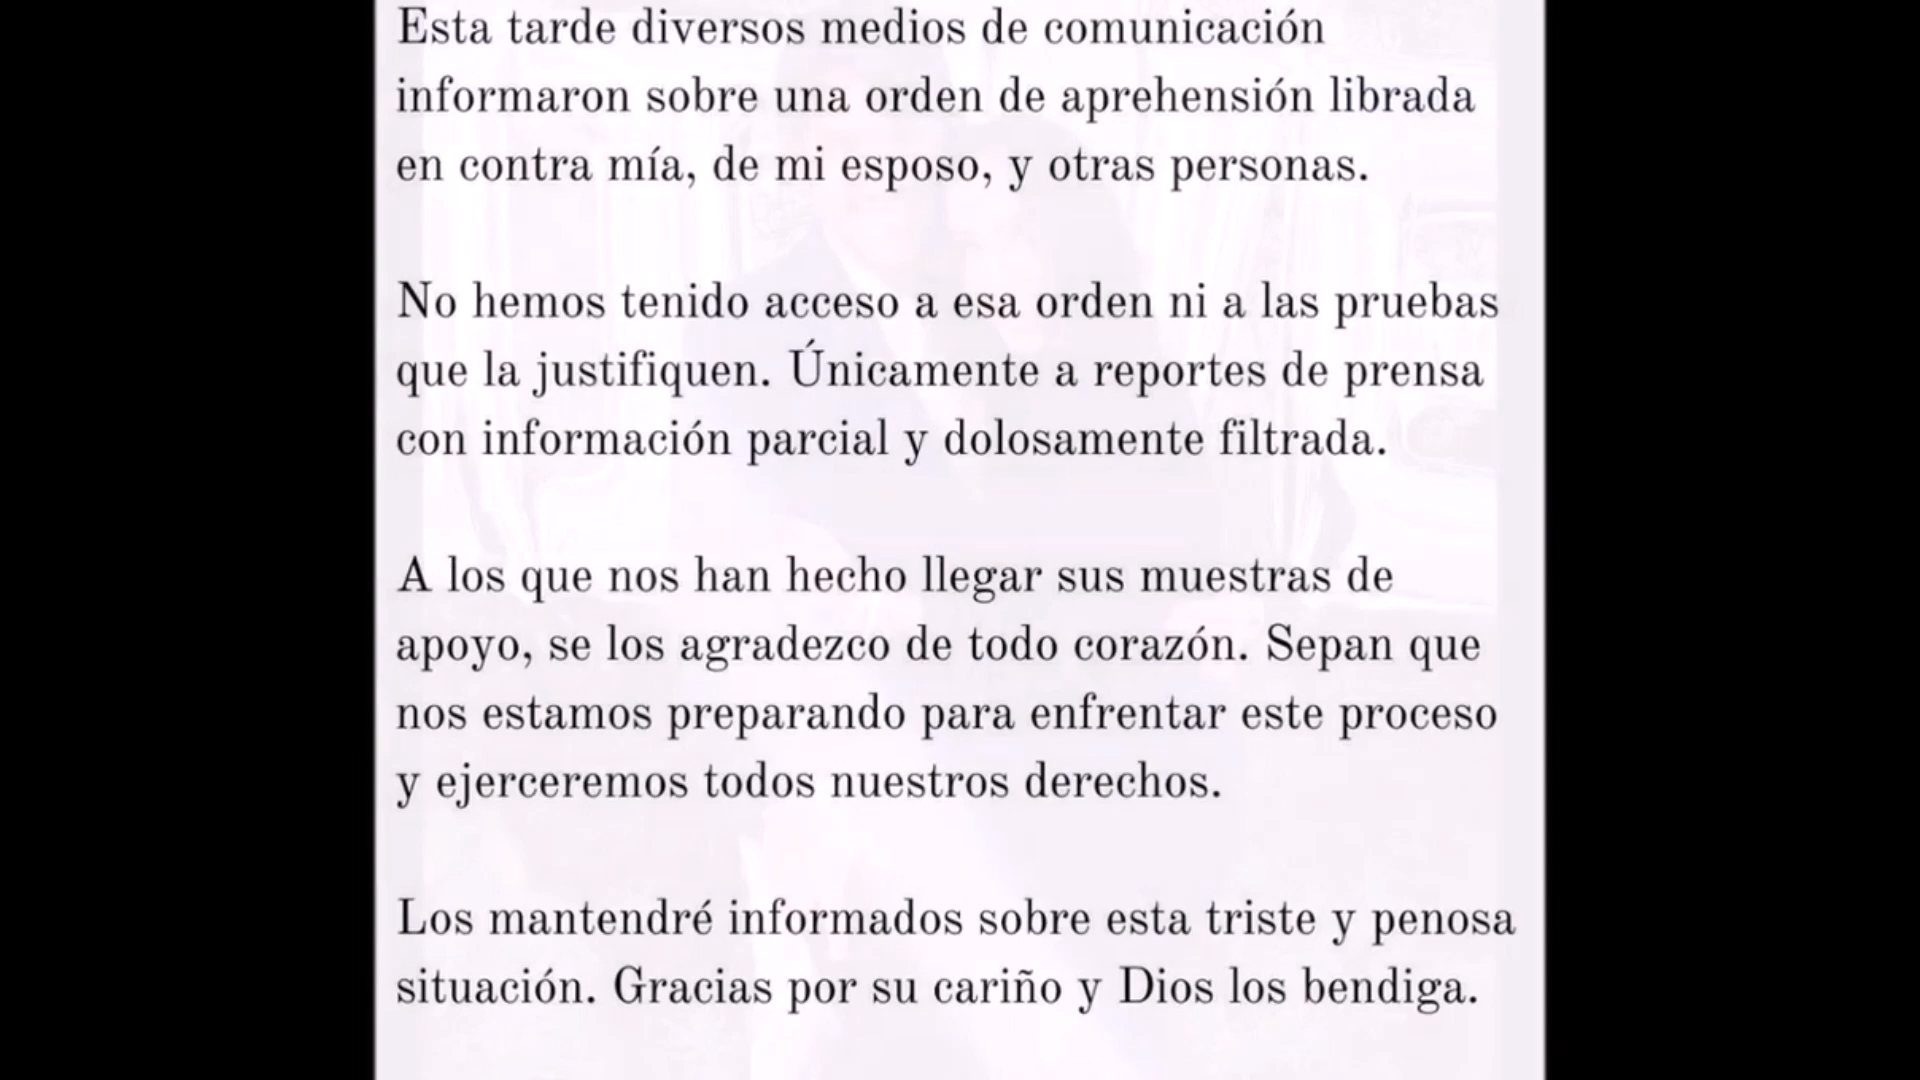 Esta tarde diversos medios de comunicación
informaron sobre una orden de aprehensión librada
en contra mía, de mi esposo, y otras personas.
No hemos tenido acceso a esa orden ni a las pruebas
que la justifiquen. Únicamente a reportes de prensa
con información parcial y dolosamente filtrada.
A los que nos han hecho llegar sus muestras de
apoyo, se los agradezco de todo corazón. Sepan que
nos estamos preparando para enfrentar este proceso
y ejerceremos todos nuestros derechos.
Los mantendré informados sobre esta triste y penosa
situación. Gracias por su cariño y Dios los bendiga.